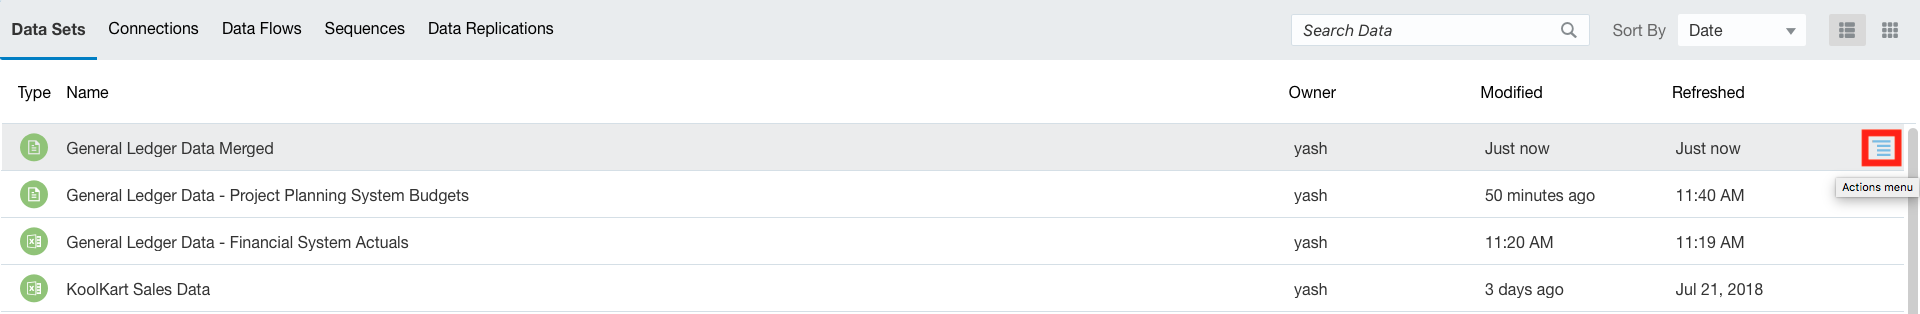 Data Sets Connections Data Flows Sequences Data Replications Search Data Sort By Date
Type Name Owner Modified Refreshed
General Ledger Data Merged yash Just now Just now
Actions menu
General Ledger Data - Project Planning System Budgets yash 50 minutes ago 11:40 AM
General Ledger Data - Financial System Actuals yash 11:20 AM 11:19 AM
KoolKart Sales Data yash 3 days ago Jul 21, 2018